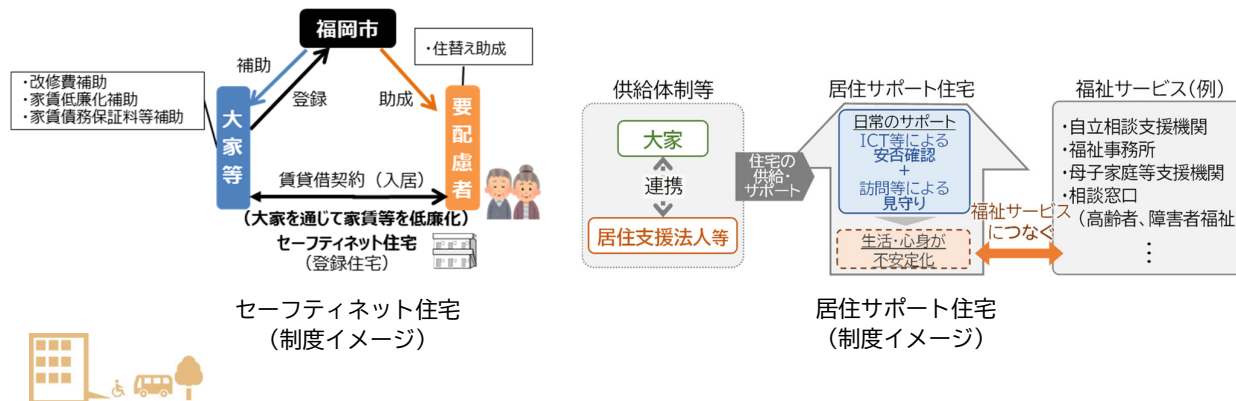 福岡市
・住替え助成
補助
登録
助成
・改修費補助
・家賃低廉化補助
・家賃債務保証料等補助
大家等
要配慮者
賃貸借契約（入居）
（大家を通じて家賃等を低廉化）
セーフティネット住宅
（登録住宅）
セーフティネット住宅
（制度イメージ）
供給体制等
大家
連携
居住支援法人等
住宅の
供給・
サポート
居住サポート住宅
日常のサポート
ICT等による
安否確認
+
訪問等による
見守り
生活・心身が
不安定化
福祉サービス
につなぐ
福祉サービス（例）
・自立相談支援機関
・福祉事務所
・母子家庭等支援機関
・相談窓口
（高齢者、障害者福祉
⋮
居住サポート住宅
（制度イメージ）